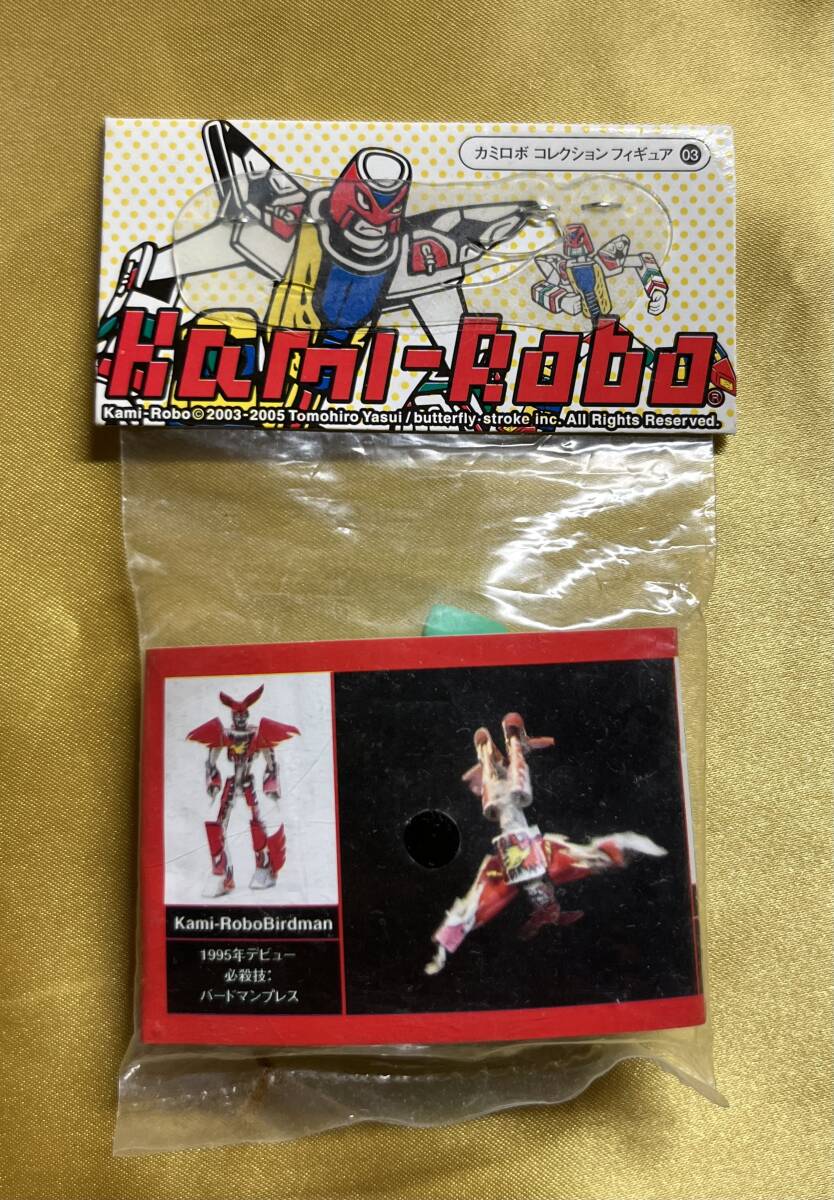 カミロボ コレクション フィギュア 03
Kami-Robo®
Kami-Robo©2003-2005 Tomohiro Yasui / butterfly·stroke inc. All Rights Reserved.
Kami-RoboBirdman
1995年デビュー
必殺技:
バードマンプレス